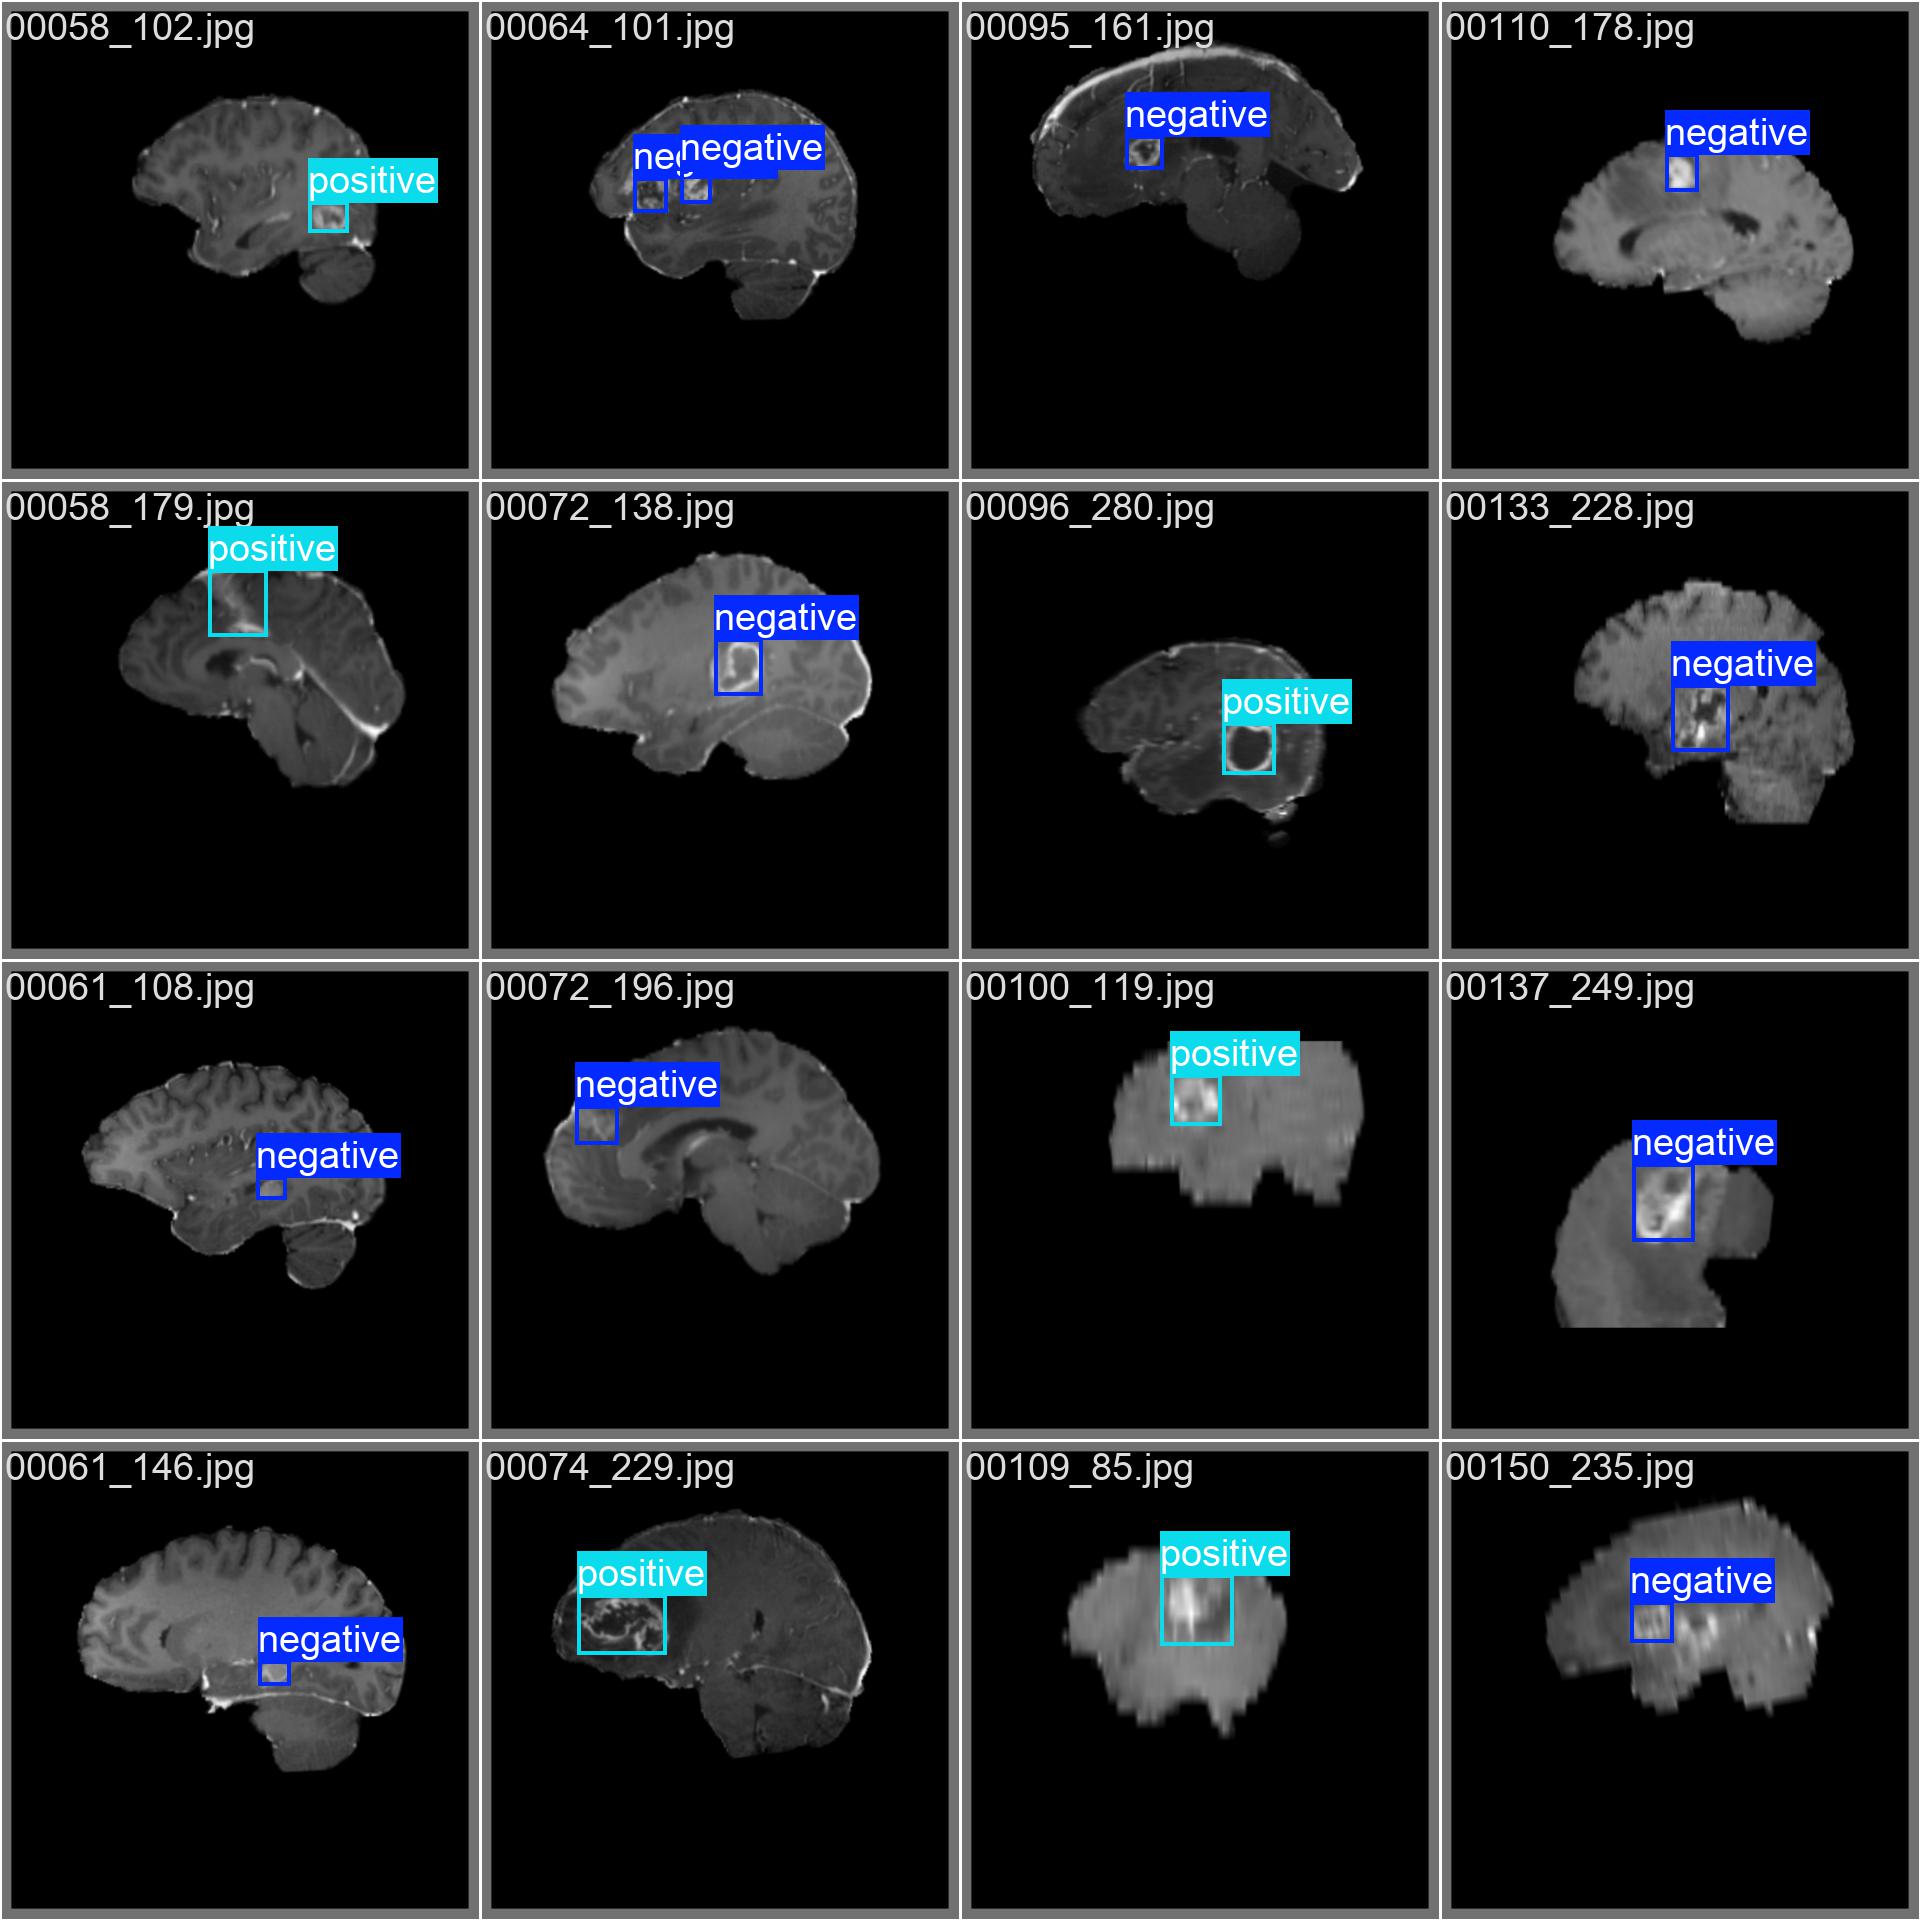 00058_102.jpg
positive
00064_101.jpg
neg
negative
00095_161.jpg
negative
00110_178.jpg
negative
00058_179.jpg
positive
00072_138.jpg
negative
00096_280.jpg
positive
00133_228.jpg
negative
00061_108.jpg
negative
00072_196.jpg
negative
00100_119.jpg
positive
00137_249.jpg
negative
00061_146.jpg
negative
00074_229.jpg
positive
00109_85.jpg
positive
00150_235.jpg
negative